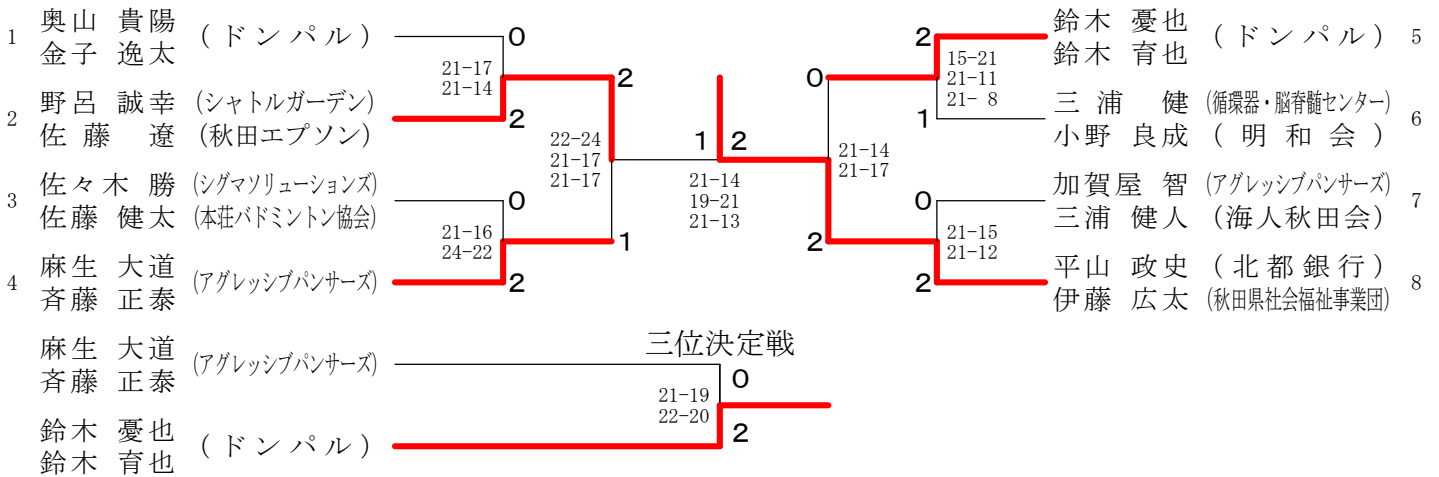 1 奥山 貴陽 (ドンパル)
金子 逸太
0
21-17
21-14
2 野呂 誠幸 (シャトルガーデン)
佐藤 遼 (秋田エプソン)
2
2
22-24
21-17
21-17
3 佐々木 勝 (シグマソリューションズ)
佐藤 健太 (本荘バドミントン協会)
0
21-16
24-22
4 麻生 大道 (アグレッシブパンサーズ)
斉藤 正泰
2
1
1 2
21-14
19-21
21-13
鈴木 憂也 (ドンパル) 5
鈴木 育也
2
15-21
21-11
21- 8
三浦 健 (循環器・脳脊髄センター) 6
小野 良成 (明和会)
1
0
21-14
21-17
加賀屋 智 (アグレッシブパンサーズ) 7
三浦 健人 (海人秋田会)
0
21-15
21-12
平山 政史 (北都銀行) 8
伊藤 広太 (秋田県社会福祉事業団)
2
2
三位決定戦
麻生 大道 (アグレッシブパンサーズ)
斉藤 正泰
0
21-19
22-20
鈴木 憂也 (ドンパル)
鈴木 育也
2